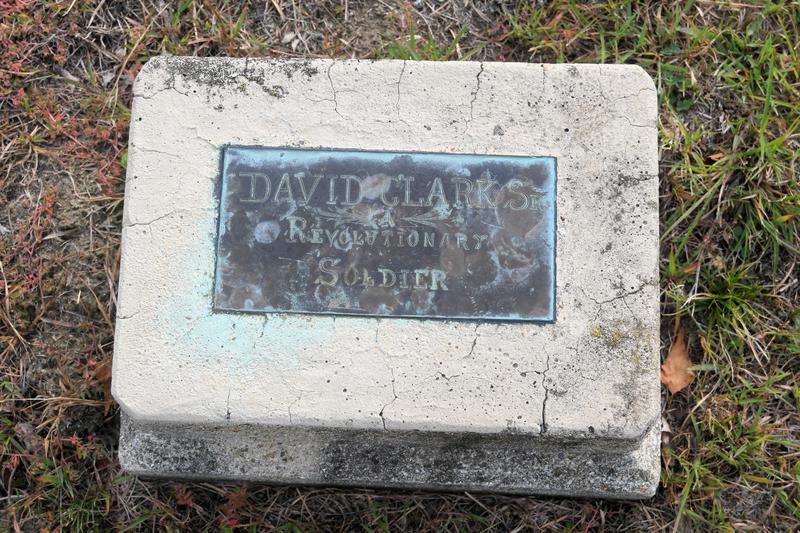 DAVID CLARK Sr
A
REVOLUTIONARY
SOLDIER